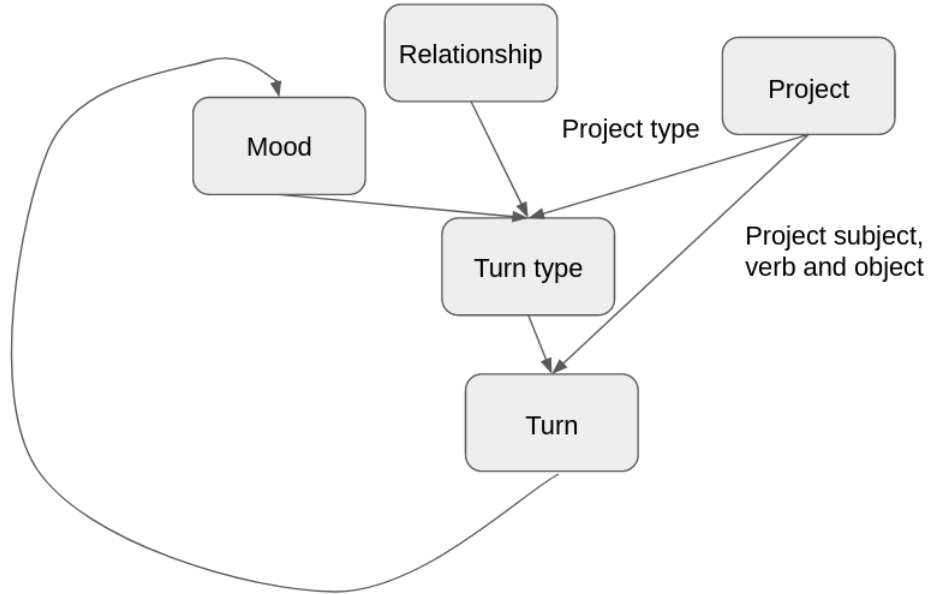 Relationship
Project
Mood
Project type
Project subject,
verb and object
Turn type
Turn